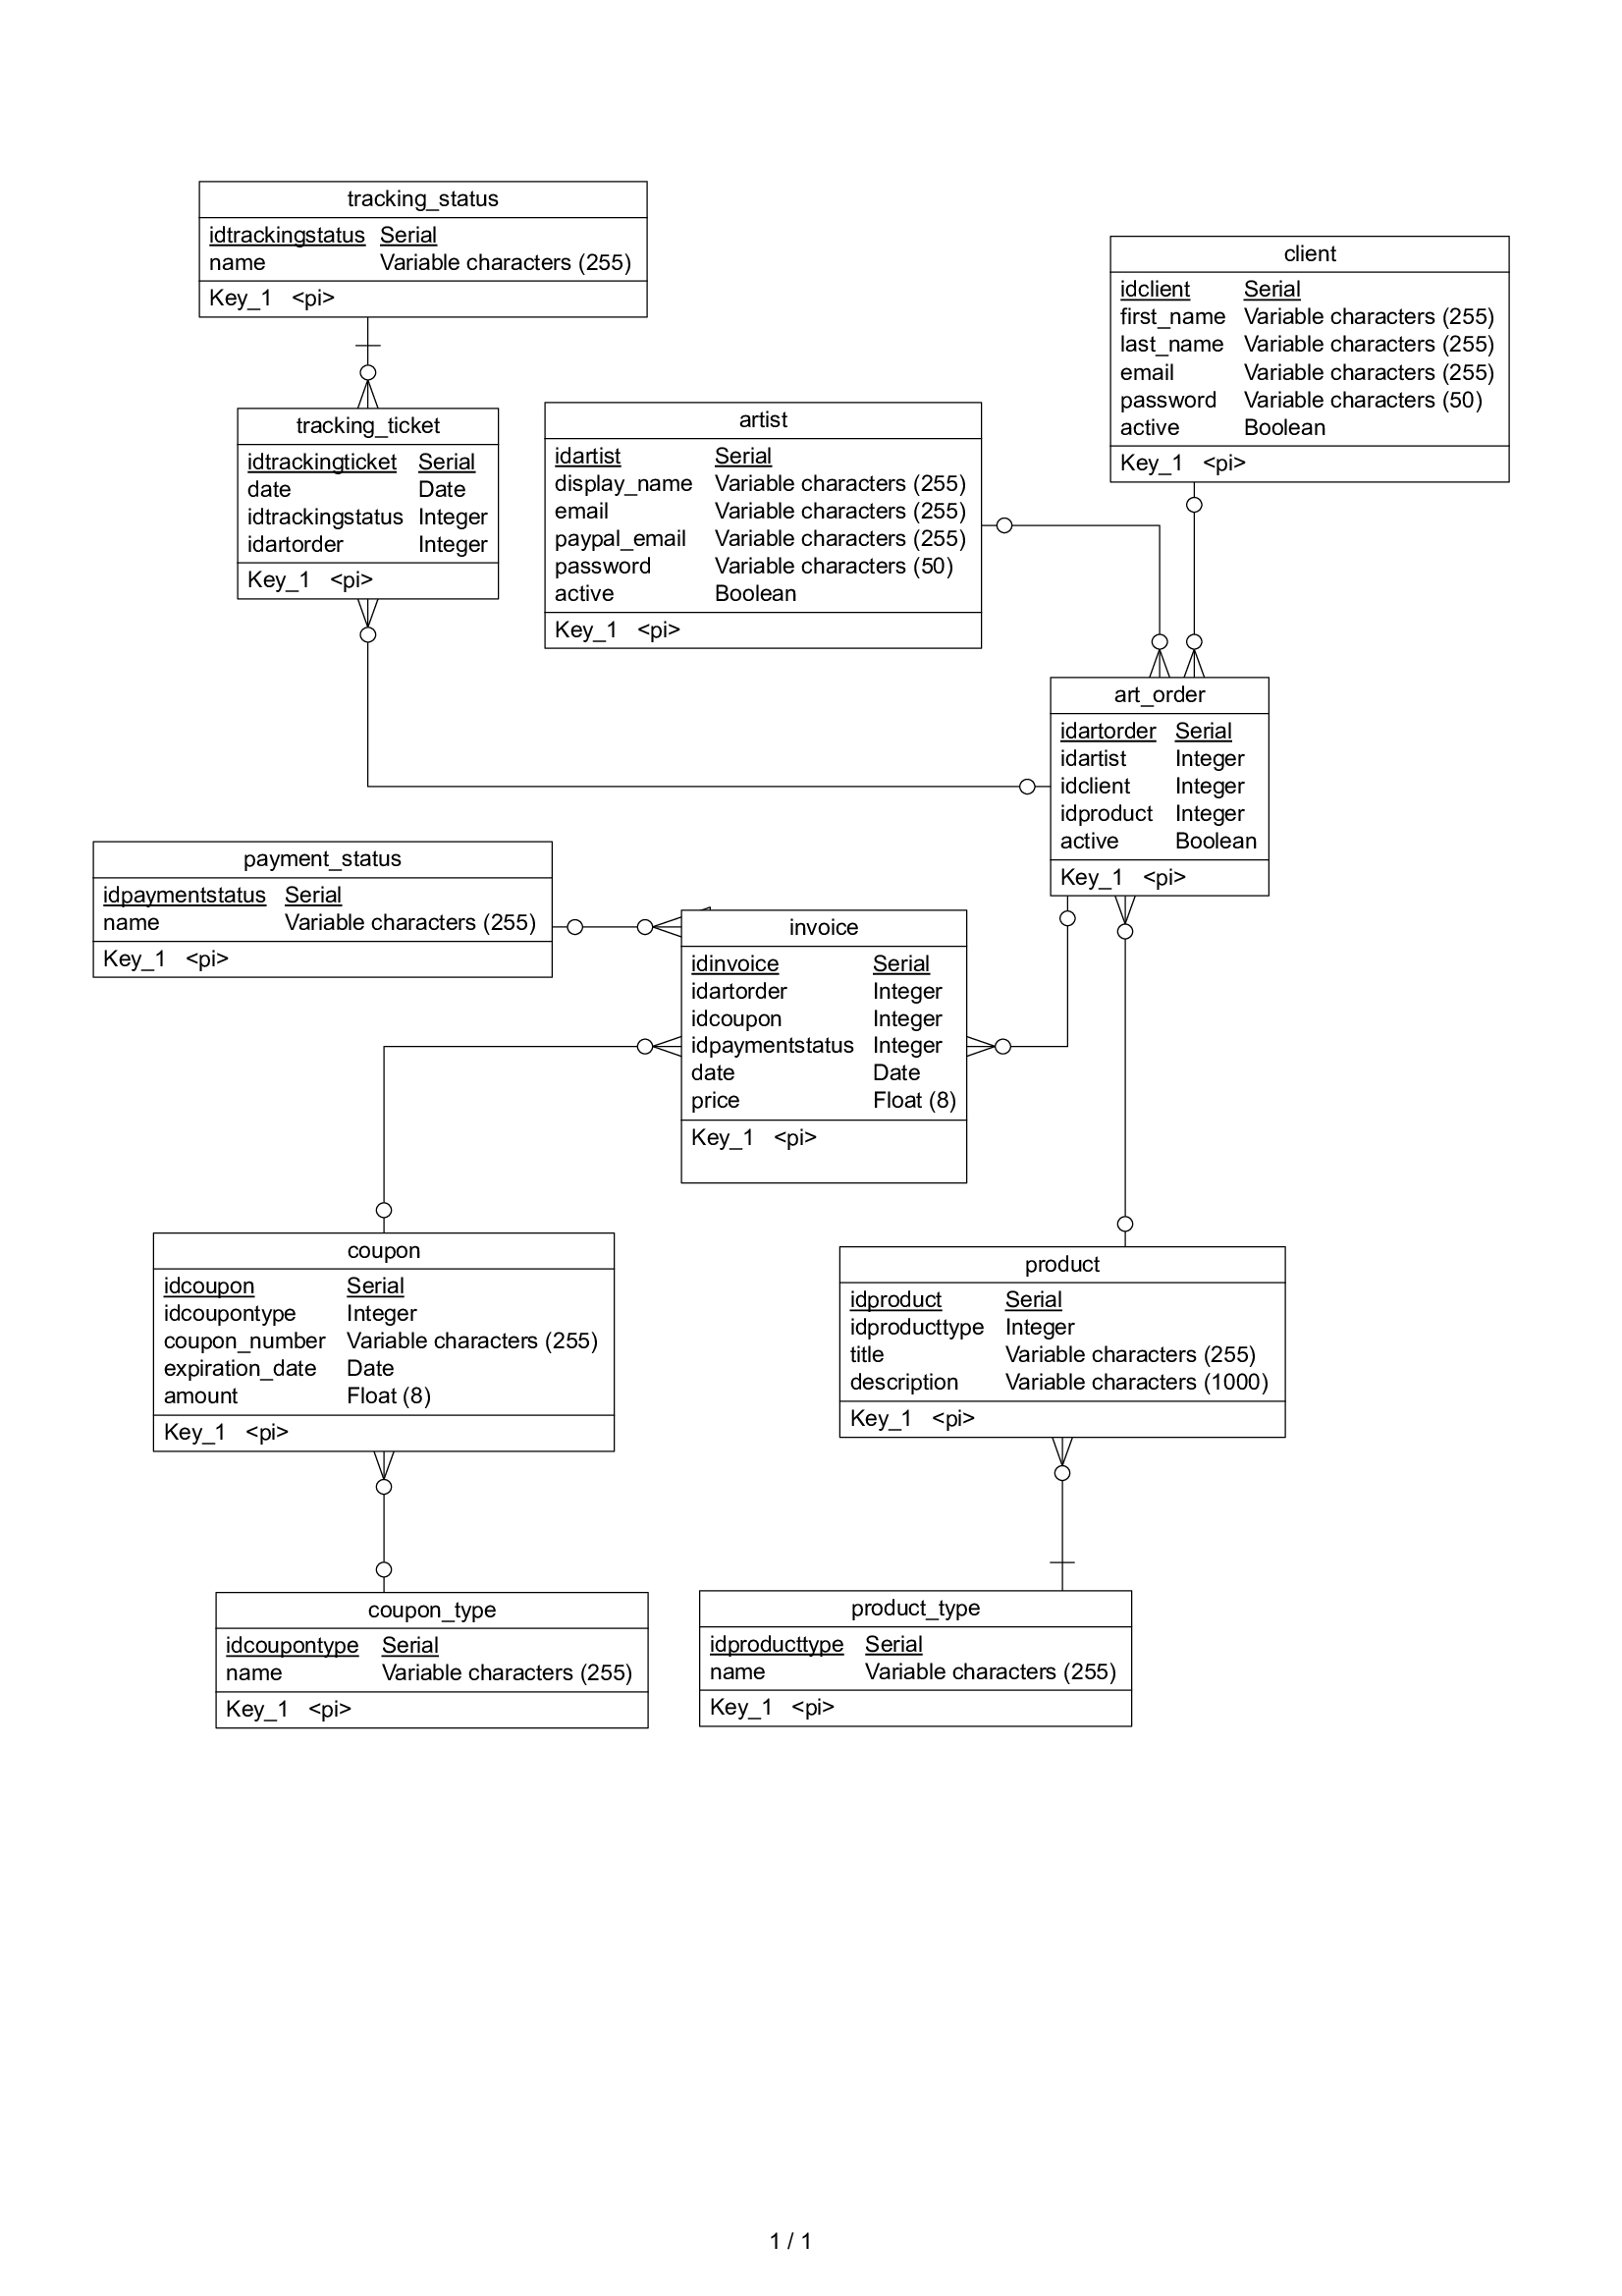 tracking_status
idtrackingstatus Serial
name Variable characters (255)
Key_1 <pi>
client
idclient Serial
first_name Variable characters (255)
last_name Variable characters (255)
email Variable characters (255)
password Variable characters (50)
active Boolean
Key_1 <pi>
tracking_ticket
idtrackingticket Serial
date Date
idtrackingstatus Integer
idartorder Integer
Key_1 <pi>
artist
idartist Serial
display_name Variable characters (255)
email Variable characters (255)
paypal_email Variable characters (255)
password Variable characters (50)
active Boolean
Key_1 <pi>
art_order
idartorder Serial
idartist Integer
idclient Integer
idproduct Integer
active Boolean
Key_1 <pi>
payment_status
idpaymentstatus Serial
name Variable characters (255)
Key_1 <pi>
invoice
idinvoice Serial
idartorder Integer
idcoupon Integer
idpaymentstatus Integer
date Date
price Float (8)
Key_1 <pi>
coupon
idcoupon Serial
idcoupontype Integer
coupon_number Variable characters (255)
expiration_date Date
amount Float (8)
Key_1 <pi>
product
idproduct Serial
idproducttype Integer
title Variable characters (255)
description Variable characters (1000)
Key_1 <pi>
coupon_type
idcoupontype Serial
name Variable characters (255)
Key_1 <pi>
product_type
idproducttype Serial
name Variable characters (255)
Key_1 <pi>
1 / 1